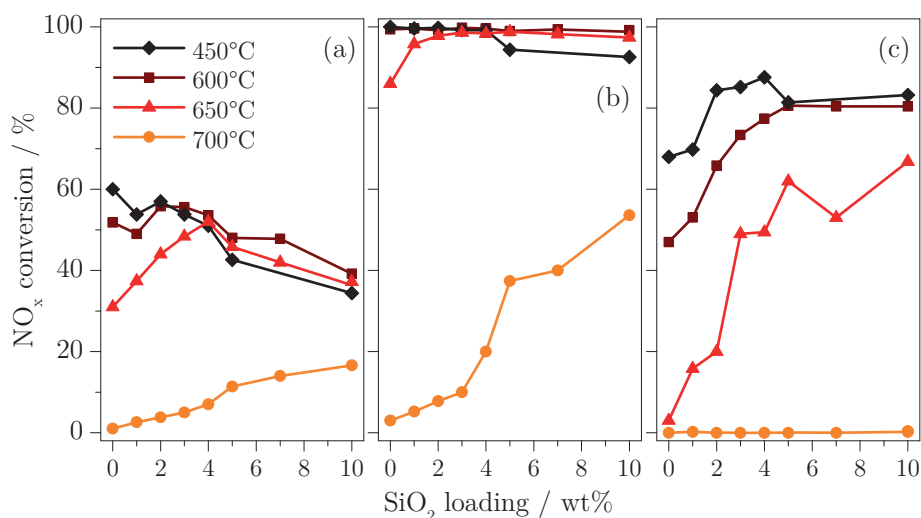 100
80
60
40
20
0
NOx conversion / %
450°C
600°C
650°C
700°C
(a)
(b)
(c)
0 2 4 6 8 10
0 2 4 6 8 10
0 2 4 6 8 10
SiO2 loading / wt%